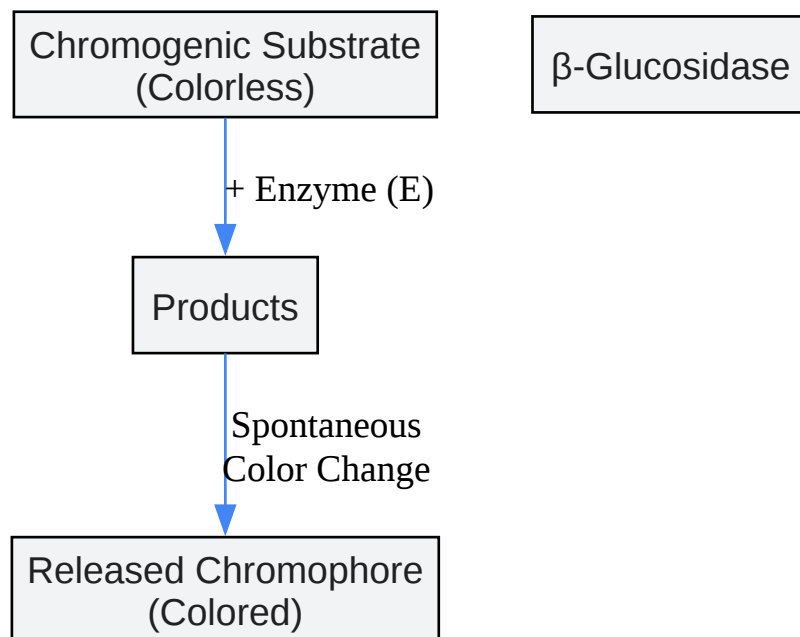 Chromogenic Substrate
(Colorless)
β-Glucosidase
+ Enzyme (E)
Products
Spontaneous
Color Change
Released Chromophore
(Colored)